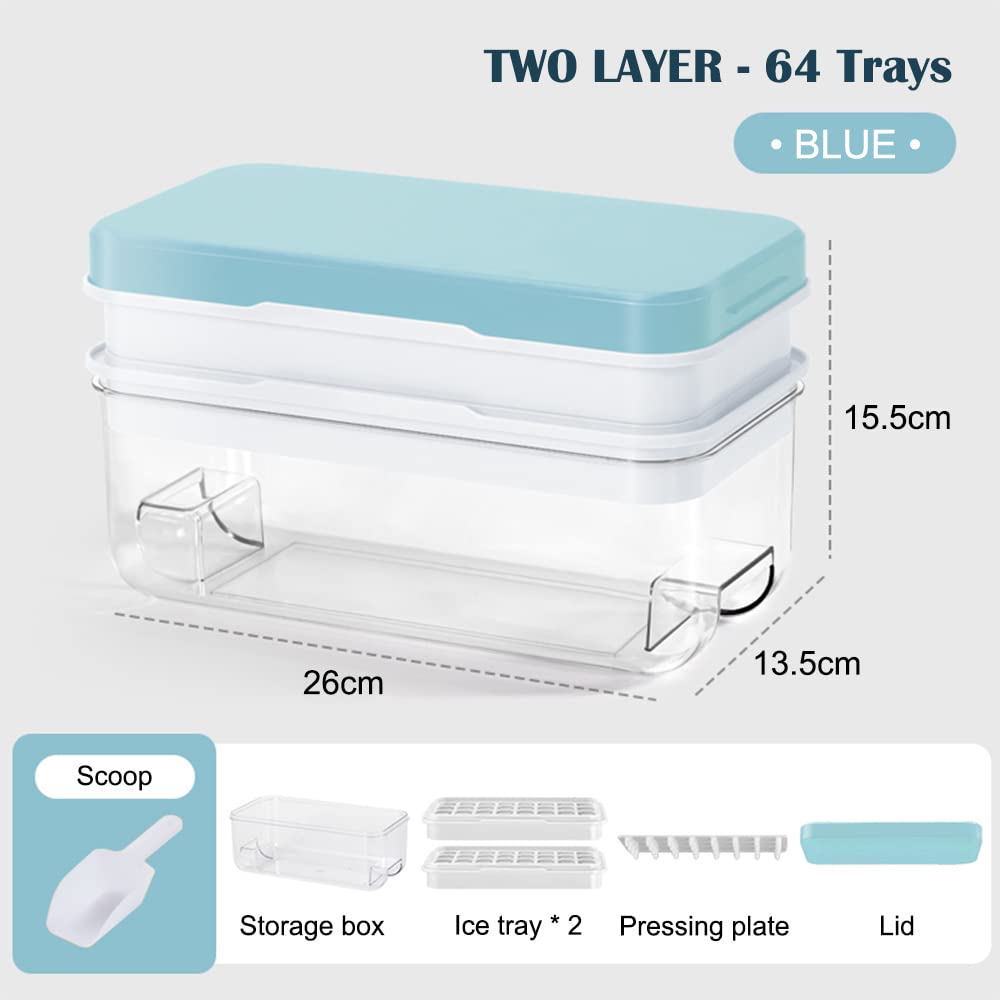 TWO LAYER - 64 Trays
• BLUE •
15.5cm
13.5cm
26cm
Scoop
Storage box
Ice tray * 2
Pressing plate
Lid